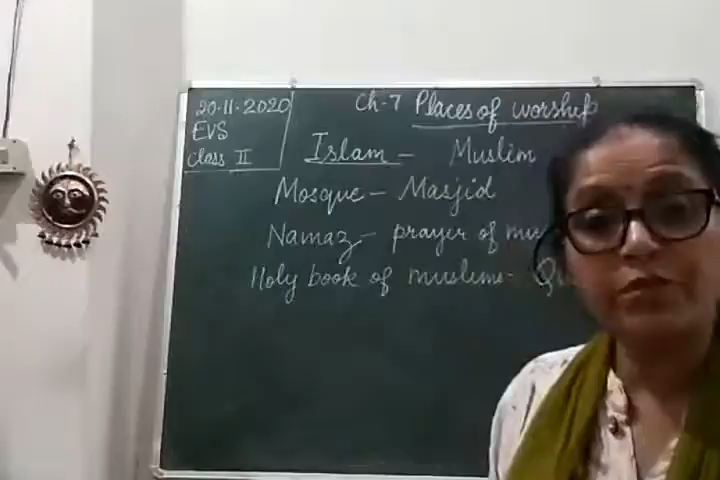 20.11.2020
EVS
Class II
Ch-7 Places of worship
Islam - Muslim
Mosque - Masjid
Namaz - prayer of
Holy book of muslims -